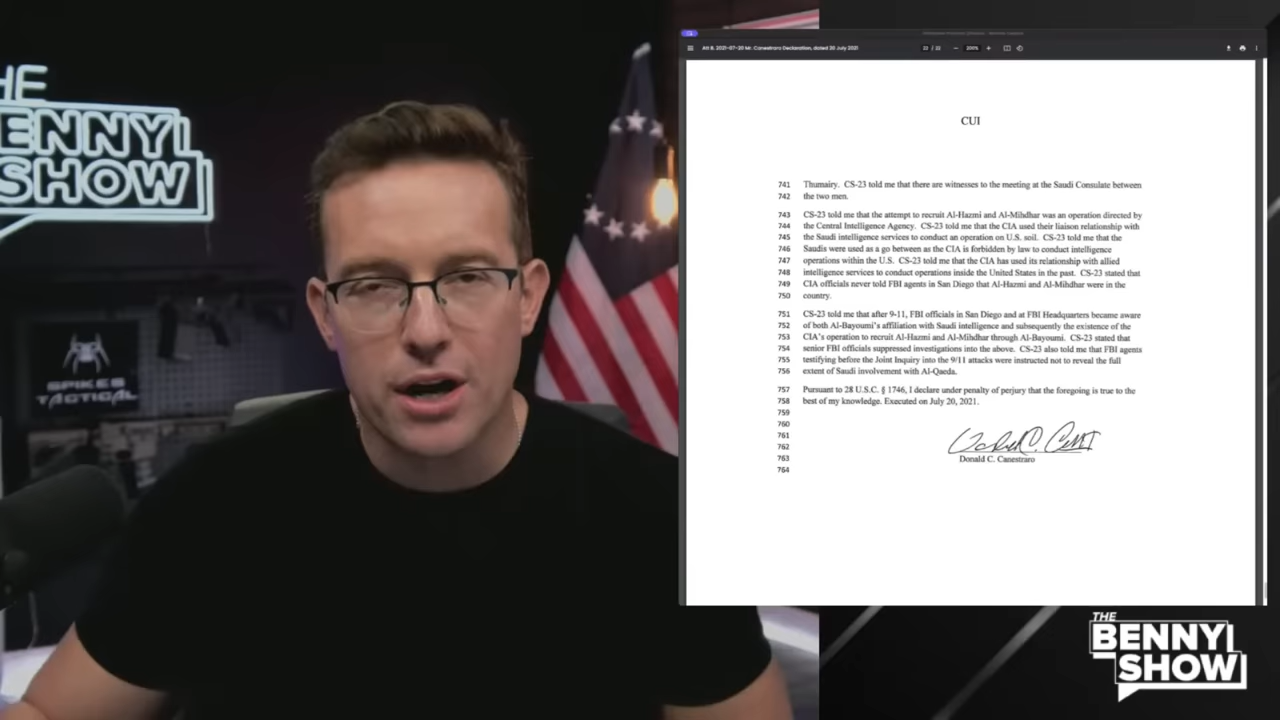 THE
BENNY
SHOW
SPIKES
TACTICAL
Att B, 2021-07-20 Mr. Canestraro Declaration, dated 20 July 2021
22 / 22
200%
CUI
741 Thumairy. CS-23 told me that there are witnesses to the meeting at the Saudi Consulate between
742 the two men.
743 CS-23 told me that the attempt to recruit Al-Hazmi and Al-Mihdhar was an operation directed by
744 the Central Intelligence Agency. CS-23 told me that the CIA used their liaison relationship with
745 the Saudi intelligence services to conduct an operation on U.S. soil. CS-23 told me that the
746 Saudis were used as a go between as the CIA is forbidden by law to conduct intelligence
747 operations within the U.S. CS-23 told me that the CIA has used its relationship with allied
748 intelligence services to conduct operations inside the United States in the past. CS-23 stated that
749 CIA officials never told FBI agents in San Diego that Al-Hazmi and Al-Mihdhar were in the
750 country.
751 CS-23 told me that after 9-11, FBI officials in San Diego and at FBI Headquarters became aware
752 of both Al-Bayoumi's affiliation with Saudi intelligence and subsequently the existence of the
753 CIA's operation to recruit Al-Hazmi and Al-Mihdhar through Al-Bayoumi. CS-23 stated that
754 senior FBI officials suppressed investigations into the above. CS-23 also told me that FBI agents
755 testifying before the Joint Inquiry into the 9/11 attacks were instructed not to reveal the full
756 extent of Saudi involvement with Al-Qaeda.
757 Pursuant to 28 U.S.C. § 1746, I declare under penalty of perjury that the foregoing is true to the
758 best of my knowledge. Executed on July 20, 2021.
759
760
761
762
763 Donald C. Canestraro
764
THE
BENNY
SHOW